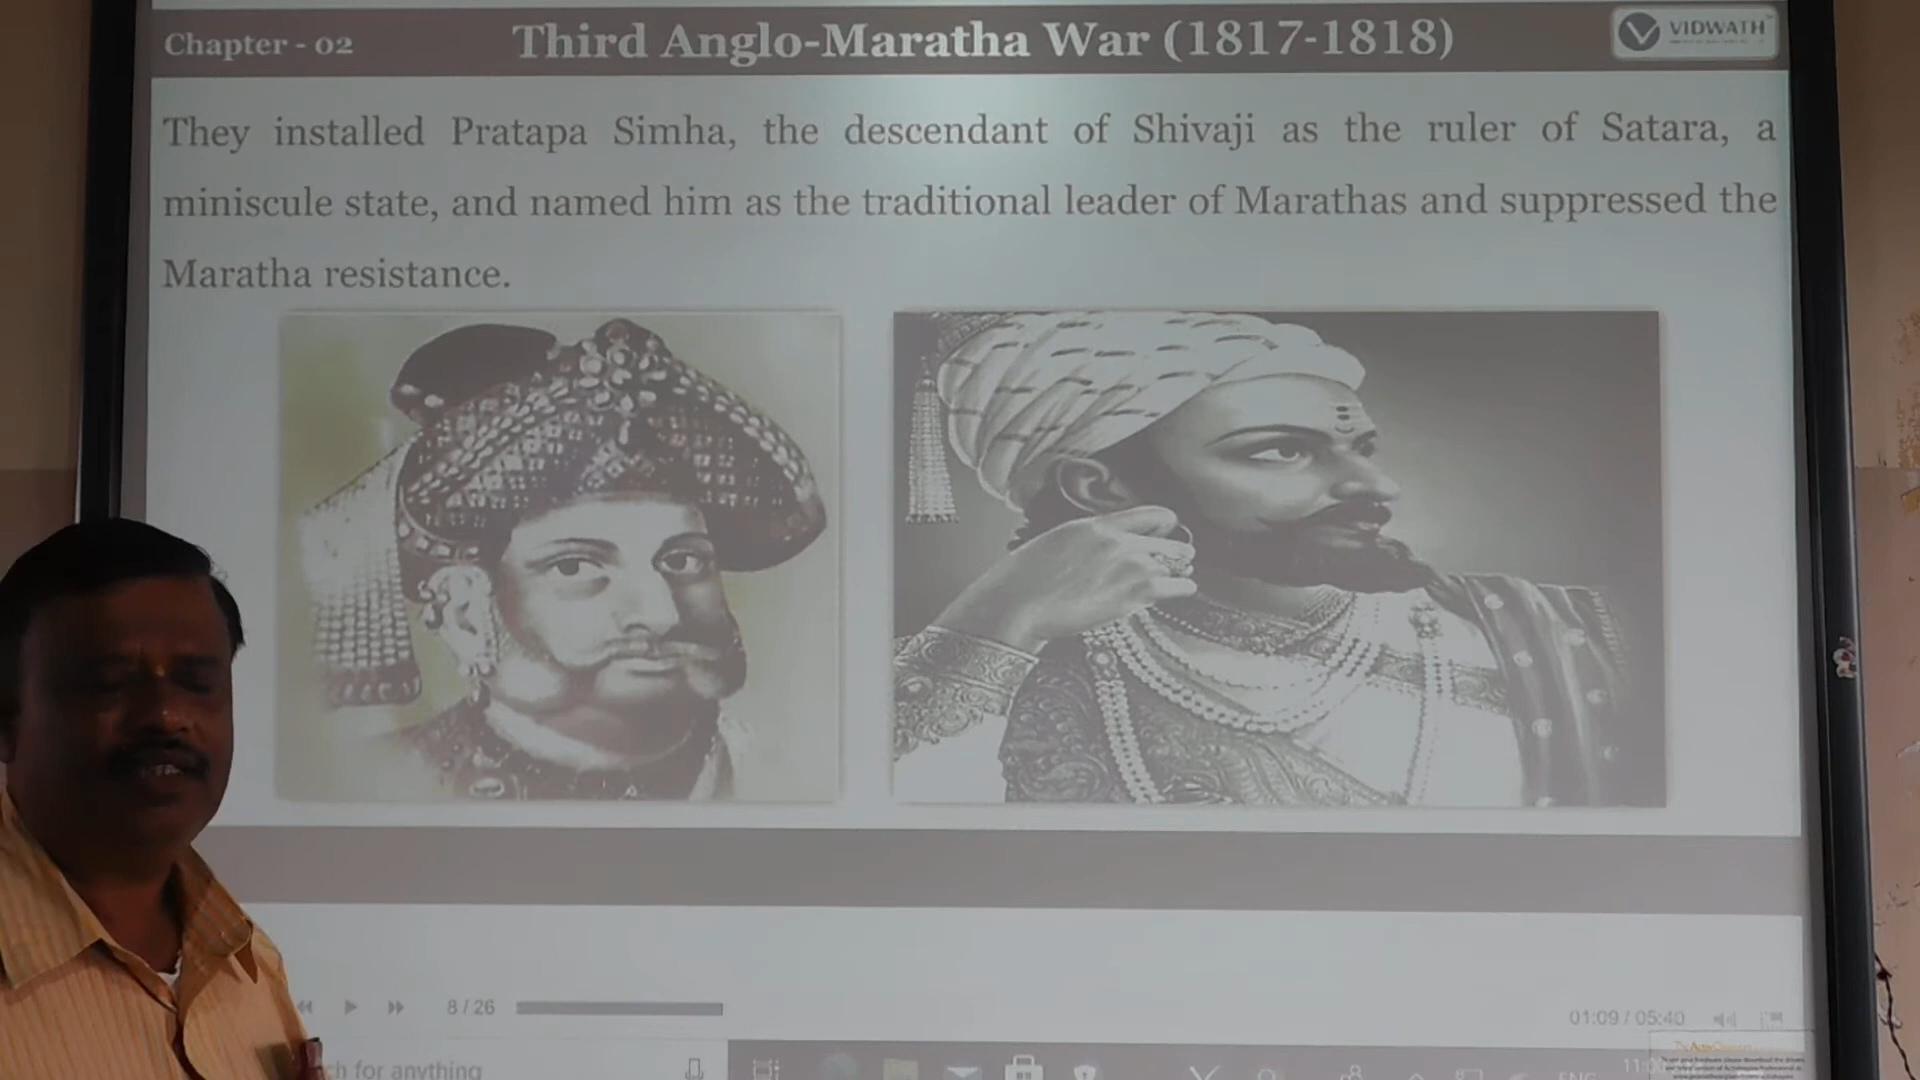 Chapter - 02
Third Anglo-Maratha War (1817-1818)
VIDWATH
They installed Pratapa Simha, the descendant of Shivaji as the ruler of Satara, a
miniscule state, and named him as the traditional leader of Marathas and suppressed the
Maratha resistance.
8 / 26
01:09 / 05:40
ch for anything
ENG